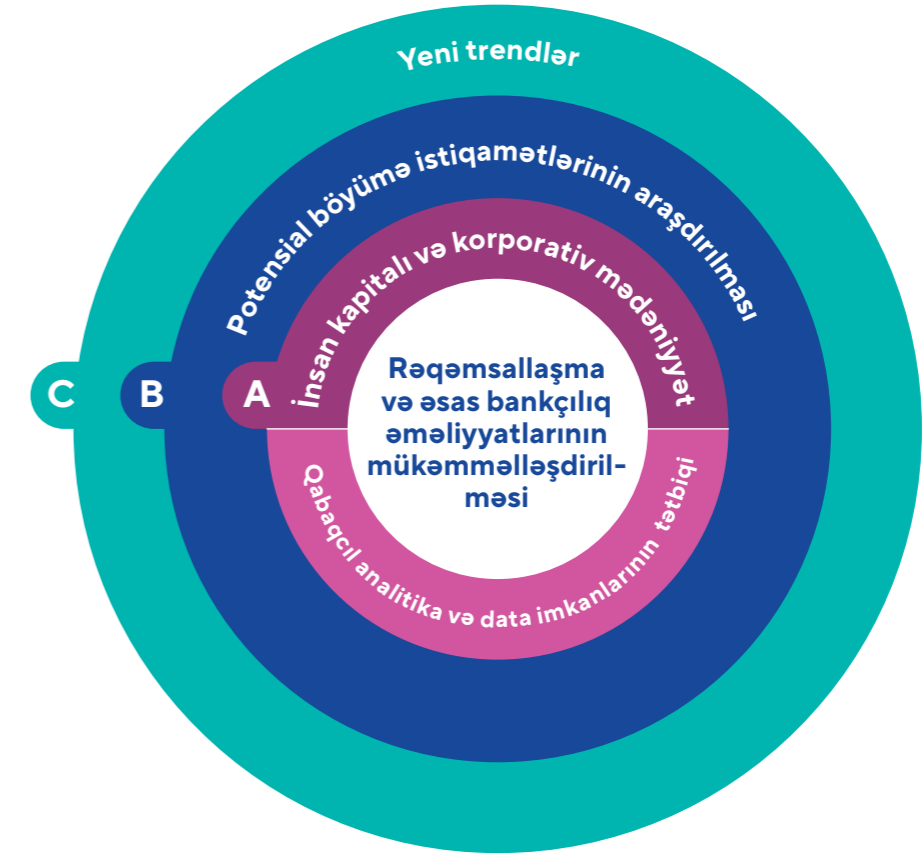 Yeni trendlər
Potensial böyümə istiqamətlərinin araşdırılması
İnsan kapitalı və korporativ mədəniyyət
C
B
A
Rəqəmsallaşma
və əsas bankçılıq
əməliyyatlarının
mükəmməlləşdiril-
məsi
Qabaqcıl analitika və data imkanlarının tətbiqi